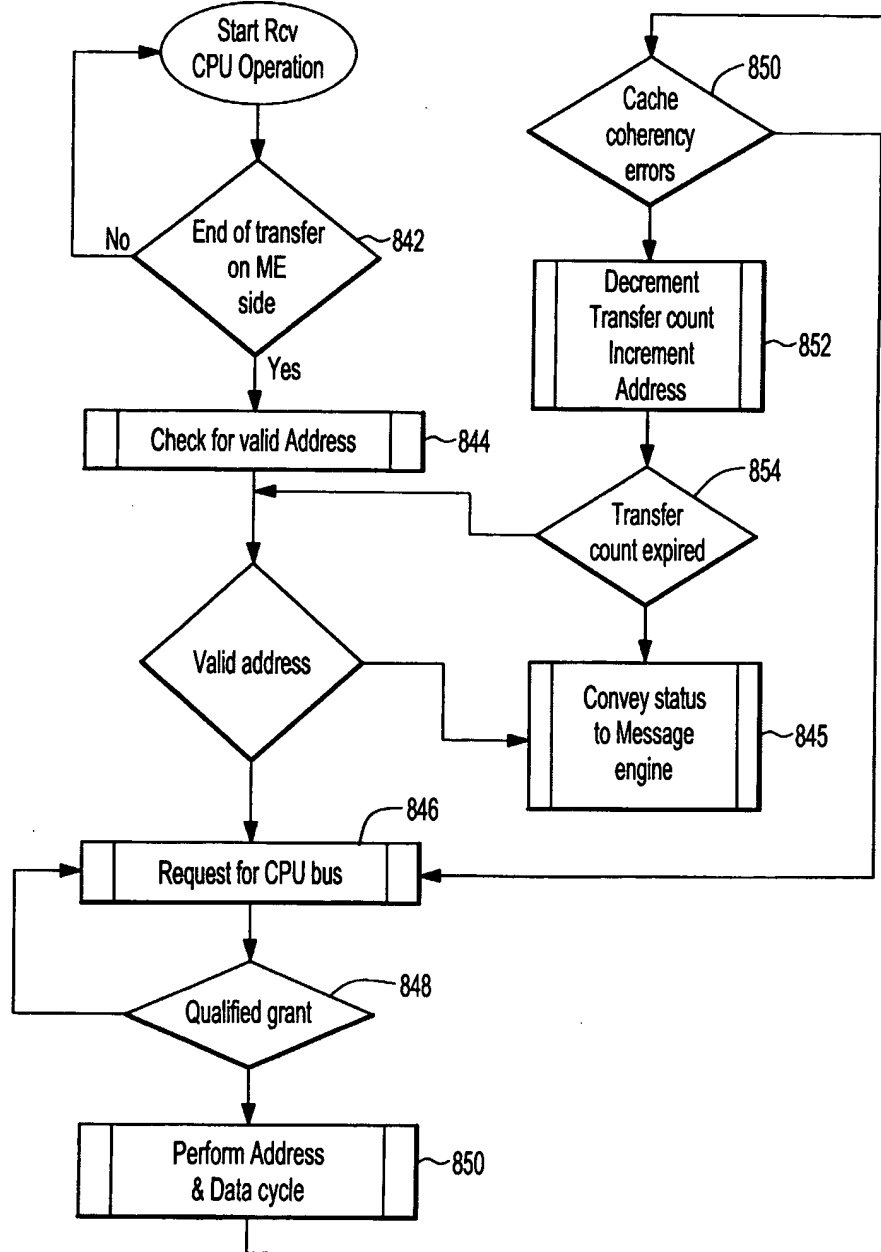 Start Rcv
CPU Operation
End of transfer
on ME
side
842
No
Yes
Check for valid Address
844
Valid address
846
Request for CPU bus
Qualified grant
848
Perform Address
& Data cycle
850
850
Cache
coherency
errors
Decrement
Transfer count
Increment
Address
852
854
Transfer
count expired
Convey status
to Message
engine
845